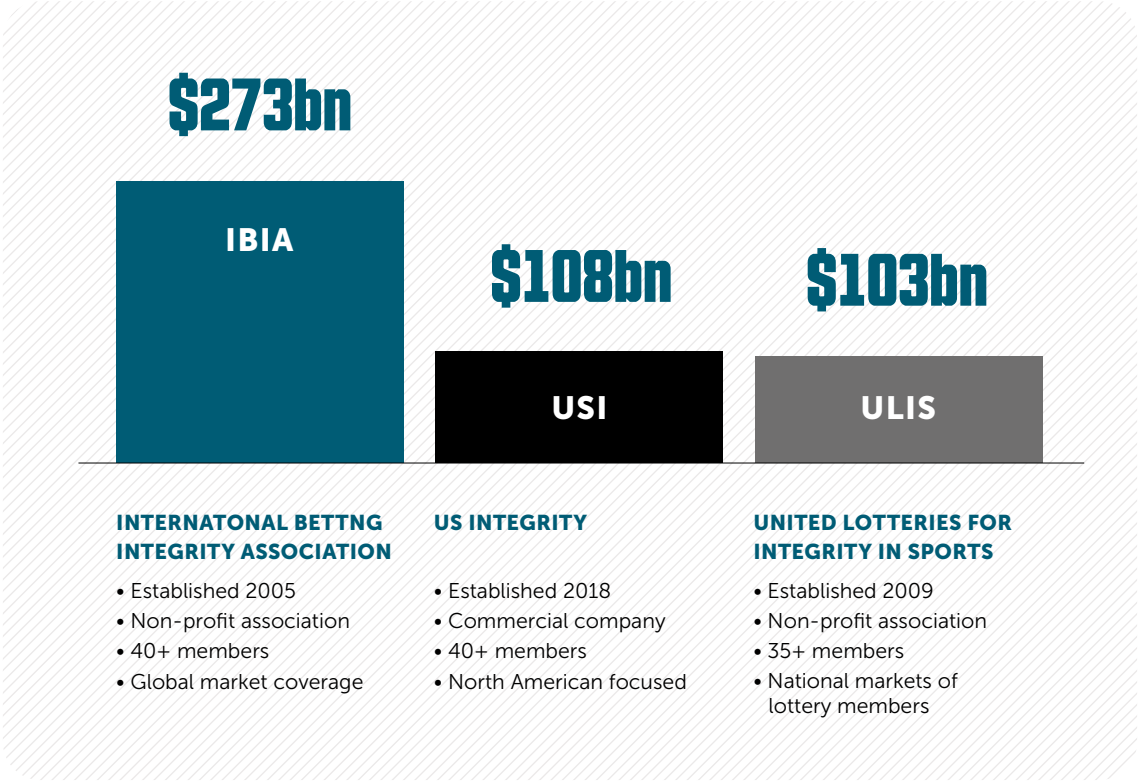 $273bn
IBIA
$108bn
USI
$103bn
ULIS
INTERNATONAL BETTNG
INTEGRITY ASSOCIATION
• Established 2005
• Non-profit association
• 40+ members
• Global market coverage
US INTEGRITY
• Established 2018
• Commercial company
• 40+ members
• North American focused
UNITED LOTTERIES FOR
INTEGRITY IN SPORTS
• Established 2009
• Non-profit association
• 35+ members
• National markets of
lottery members